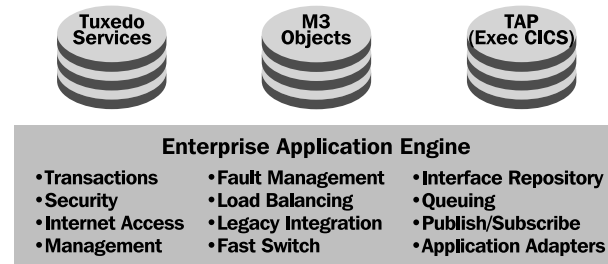 Tuxedo
Services
M3
Objects
TAP
(Exec CICS)
Enterprise Application Engine
•Transactions
•Security
•Internet Access
•Management
•Fault Management
•Load Balancing
•Legacy Integration
•Fast Switch
•Interface Repository
•Queuing
•Publish/Subscribe
•Application Adapters